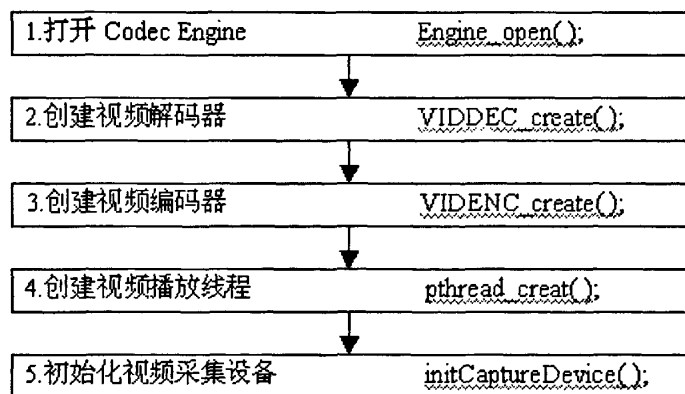 1.打开 Codec Engine Engine_open();
2.创建视频解码器 VIDDEC_create();
3.创建视频编码器 VIDENC_create();
4.创建视频播放线程 pthread_creat();
5.初始化视频采集设备 initCaptureDevice();